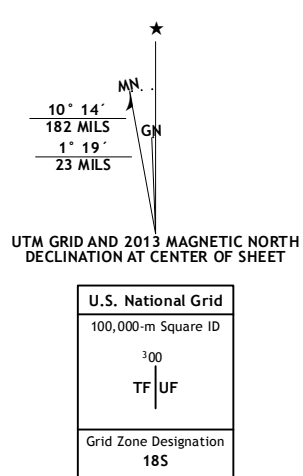 MN
GN
10° 14´
182 MILS
1° 19´
23 MILS
UTM GRID AND 2013 MAGNETIC NORTH
DECLINATION AT CENTER OF SHEET
U.S. National Grid
100,000-m Square ID
³00
TF UF
Grid Zone Designation
18S